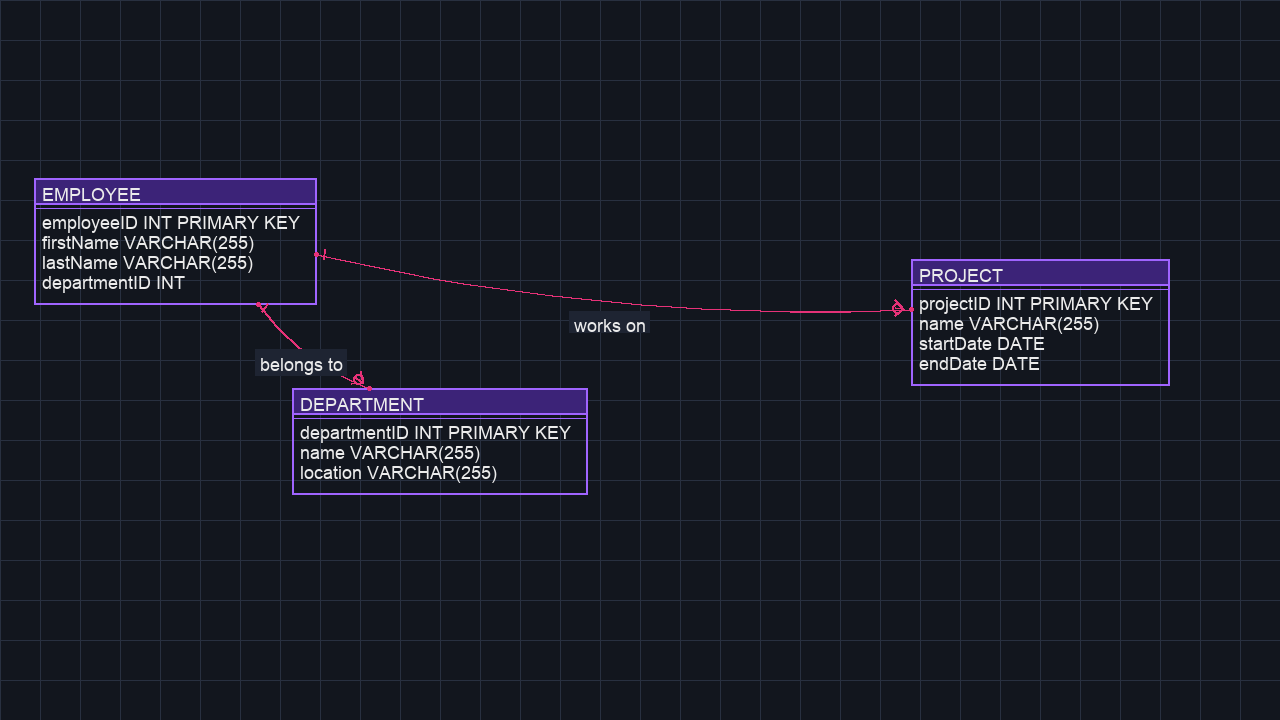 EMPLOYEE
employeeID INT PRIMARY KEY
firstName VARCHAR(255)
lastName VARCHAR(255)
departmentID INT
works on
PROJECT
projectID INT PRIMARY KEY
name VARCHAR(255)
startDate DATE
endDate DATE
belongs to
DEPARTMENT
departmentID INT PRIMARY KEY
name VARCHAR(255)
location VARCHAR(255)